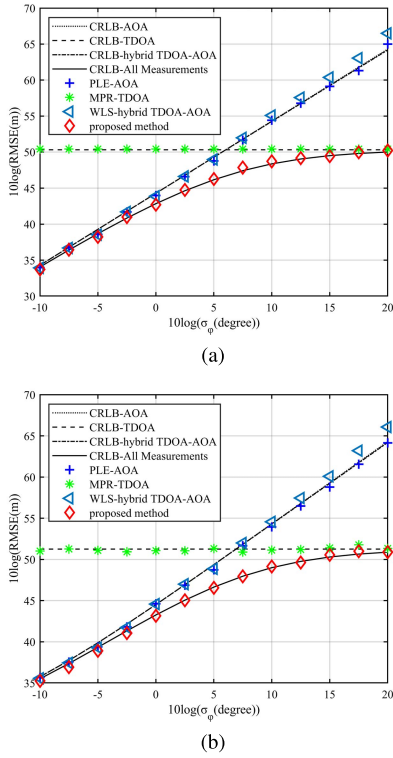 70
65
60
55
50
45
40
35
30
10log(RMSE(m))
CRLB-AOA
CRLB-TDOA
CRLB-hybrid TDOA-AOA
CRLB-All Measurements
PLE-AOA
MPR-TDOA
WLS-hybrid TDOA-AOA
proposed method
-10 -5 0 5 10 15 20
10log(σφ(degree))
(a)
70
65
60
55
50
45
40
35
10log(RMSE(m))
CRLB-AOA
CRLB-TDOA
CRLB-hybrid TDOA-AOA
CRLB-All Measurements
PLE-AOA
MPR-TDOA
WLS-hybrid TDOA-AOA
proposed method
-10 -5 0 5 10 15 20
10log(σφ(degree))
(b)